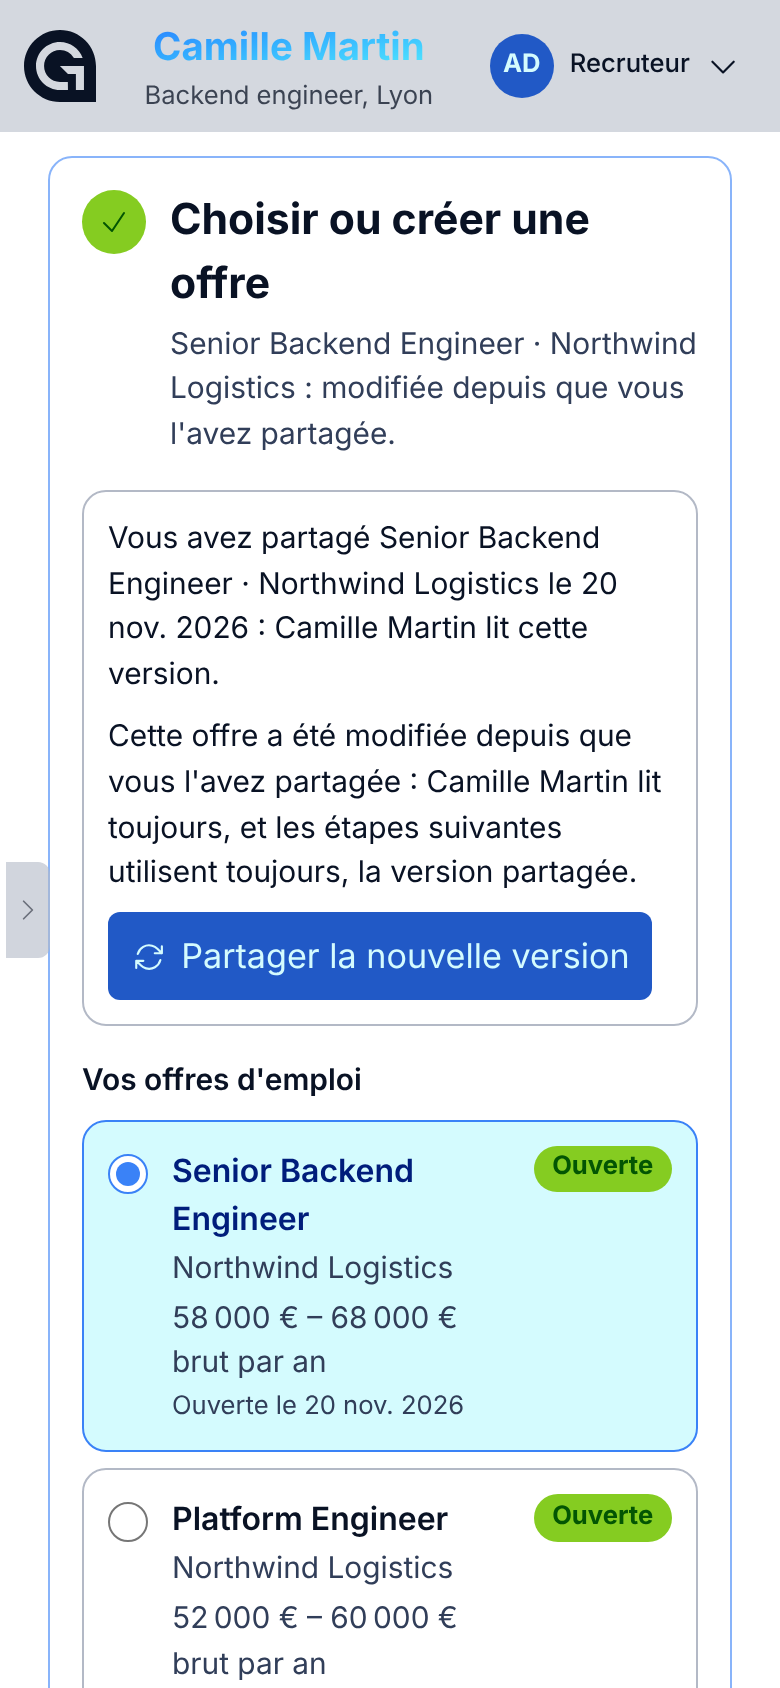 Camille Martin
Backend engineer, Lyon
AD
Recruteur
Choisir ou créer une
offre
Senior Backend Engineer · Northwind
Logistics : modifiée depuis que vous
l'avez partagée.
Vous avez partagé Senior Backend
Engineer · Northwind Logistics le 20
nov. 2026 : Camille Martin lit cette
version.
Cette offre a été modifiée depuis que
vous l'avez partagée : Camille Martin lit
toujours, et les étapes suivantes
utilisent toujours, la version partagée.
Partager la nouvelle version
Vos offres d'emploi
Senior Backend
Engineer
Ouverte
Northwind Logistics
58 000 € – 68 000 €
brut par an
Ouverte le 20 nov. 2026
Platform Engineer
Ouverte
Northwind Logistics
52 000 € – 60 000 €
brut par an